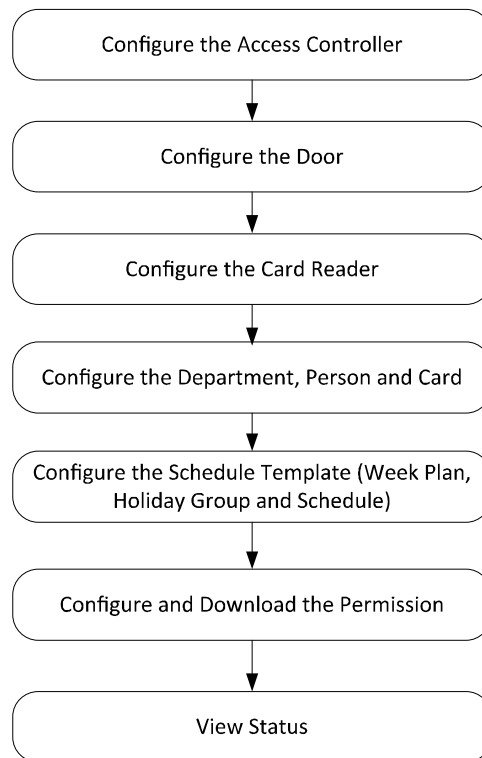 Configure the Access Controller
Configure the Door
Configure the Card Reader
Configure the Department, Person and Card
Configure the Schedule Template (Week Plan,
Holiday Group and Schedule)
Configure and Download the Permission
View Status